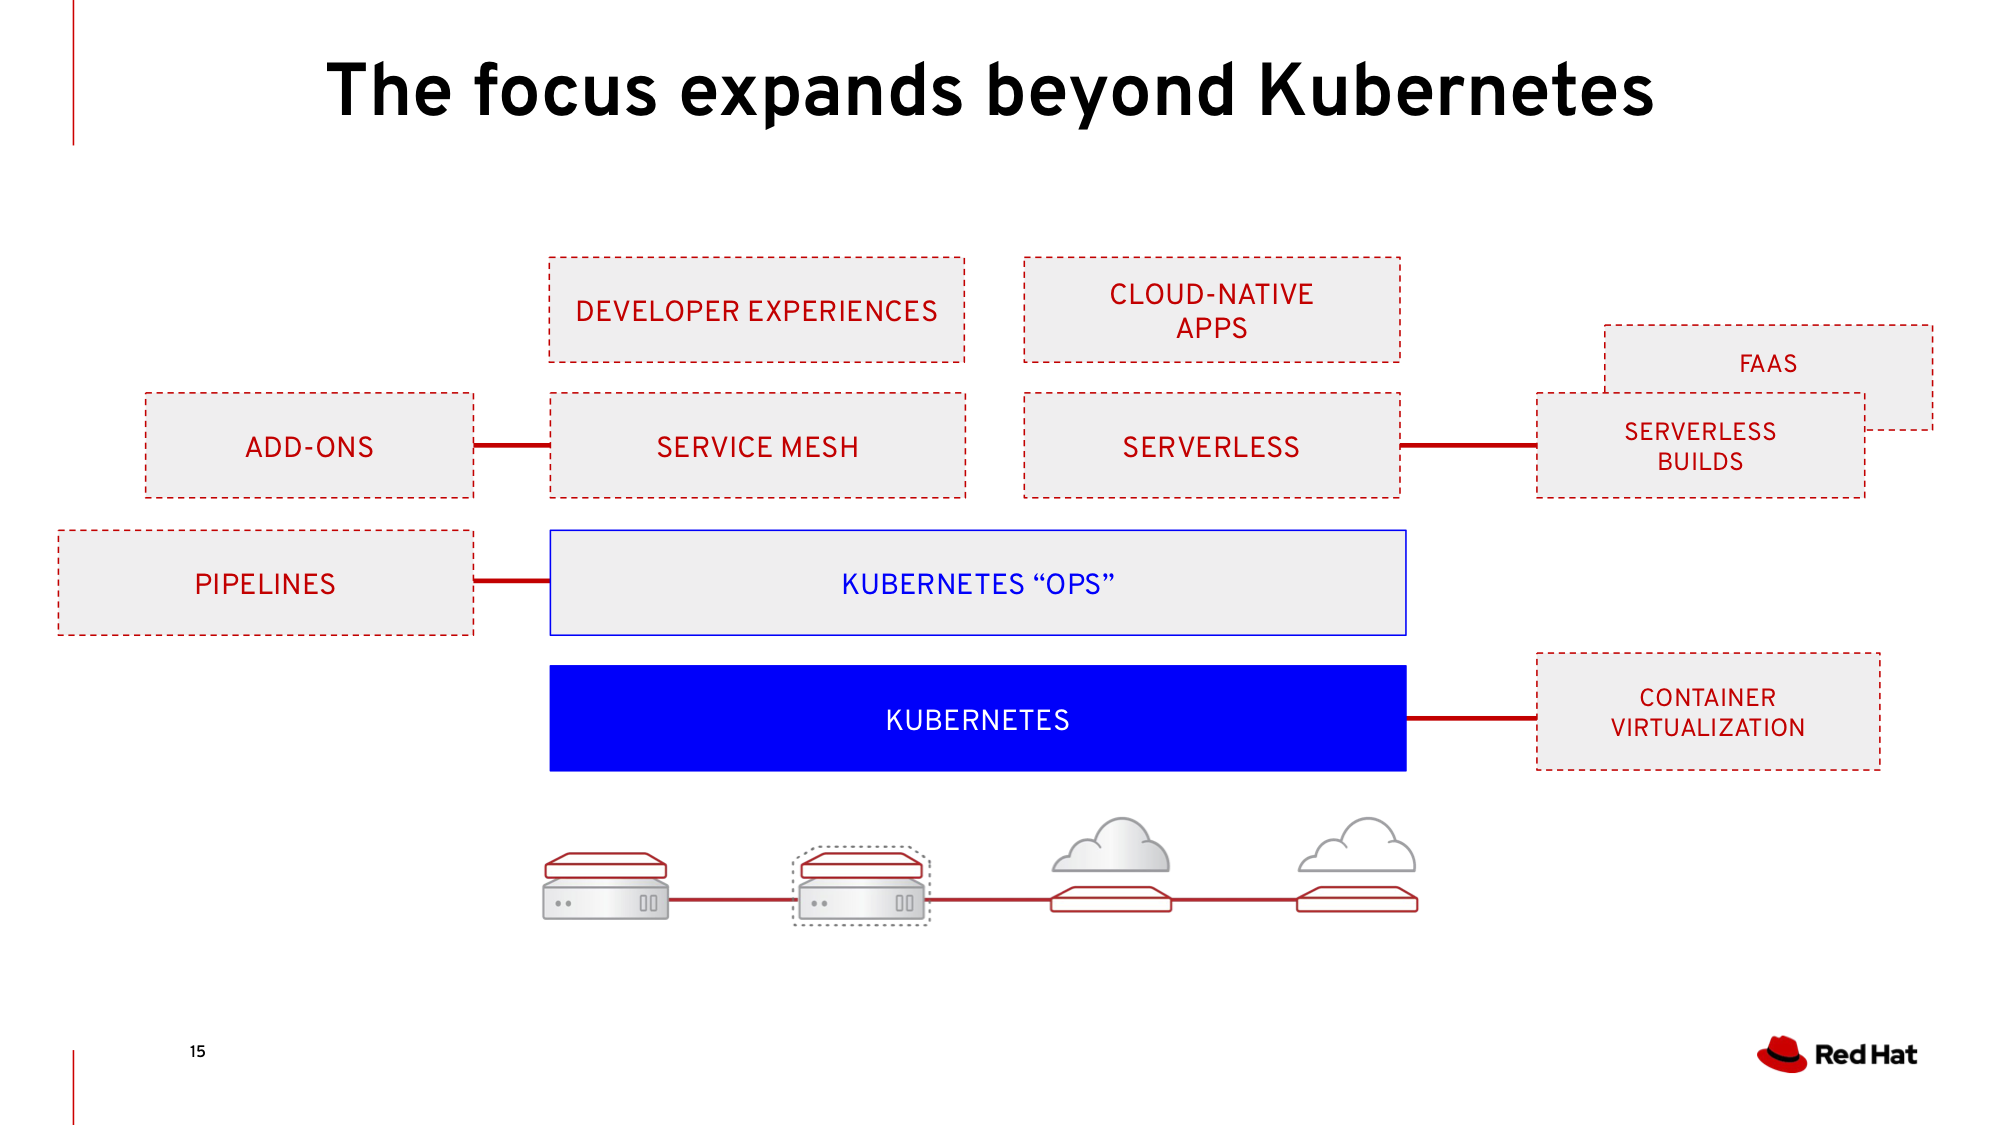 The focus expands beyond Kubernetes
DEVELOPER EXPERIENCES
CLOUD-NATIVE
APPS
FAAS
ADD-ONS
SERVICE MESH
SERVERLESS
SERVERLESS
BUILDS
PIPELINES
KUBERNETES “OPS”
KUBERNETES
CONTAINER
VIRTUALIZATION
15
Red Hat